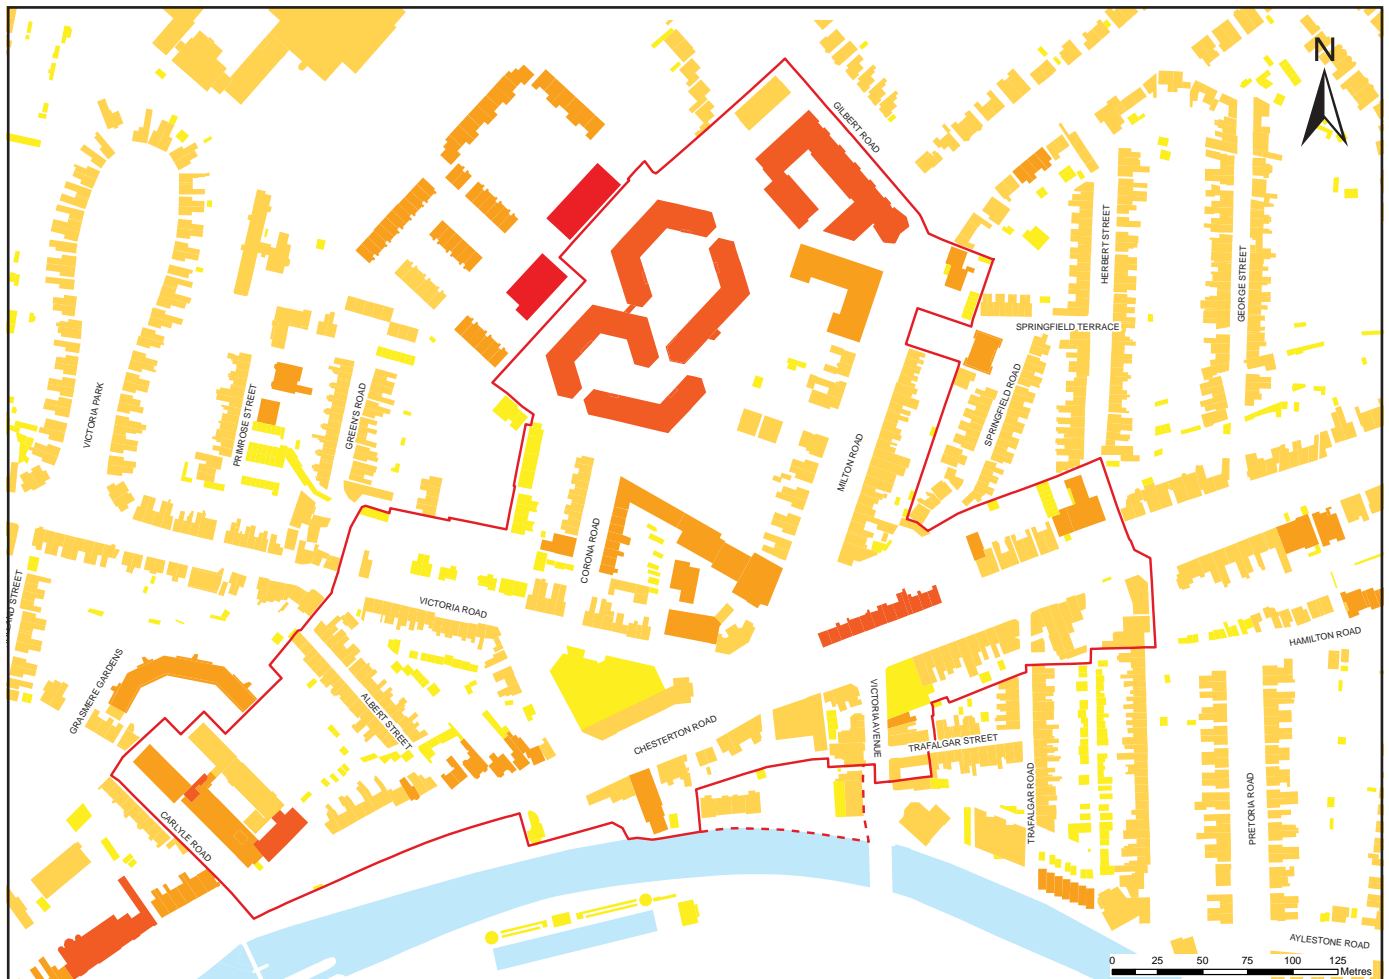 N
GILBERT ROAD
HERBERT STREET
GEORGE STREET
SPRINGFIELD TERRACE
VICTORIA PARK
PRIMROSE STREET
GREEN'S ROAD
SPRINGFIELD ROAD
MILTON ROAD
CORONA ROAD
VICTORIA ROAD
HAMILTON ROAD
GRASMERE GARDENS
ALBERT STREET
CHESTERTON ROAD
VICTORIA AVENUE
TRAFALGAR STREET
TRAFALGAR ROAD
PRETORIA ROAD
CARLYLE ROAD
AYLESTONE ROAD
0 25 50 75 100 125
Metres